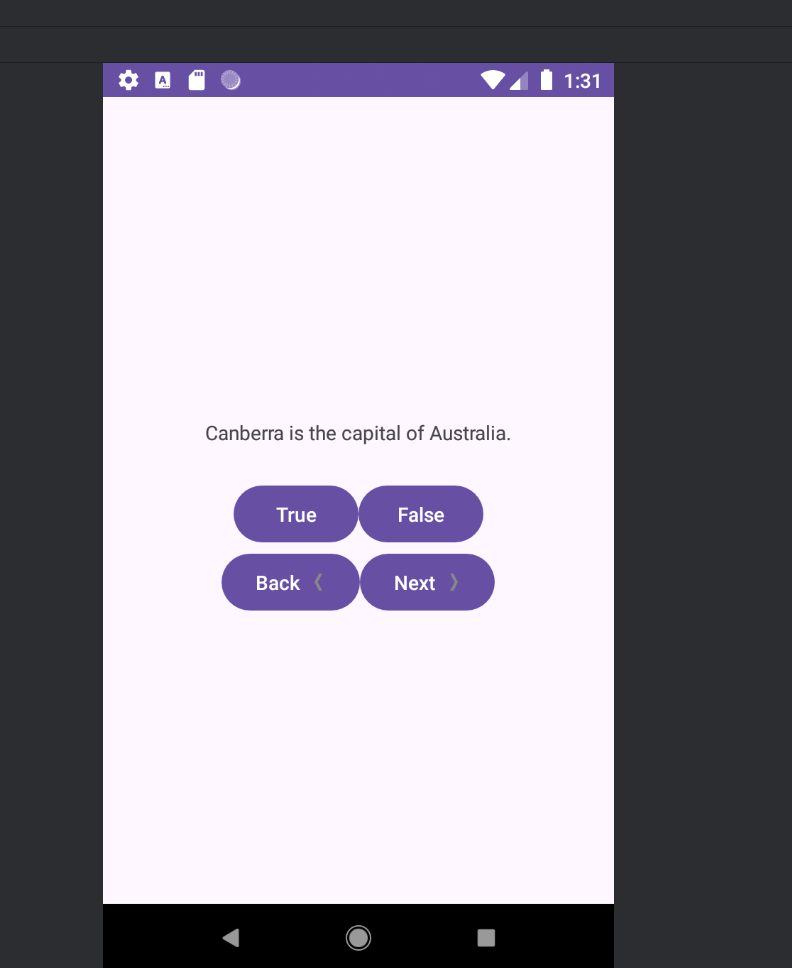 1:31
Canberra is the capital of Australia.
True False
Back Next